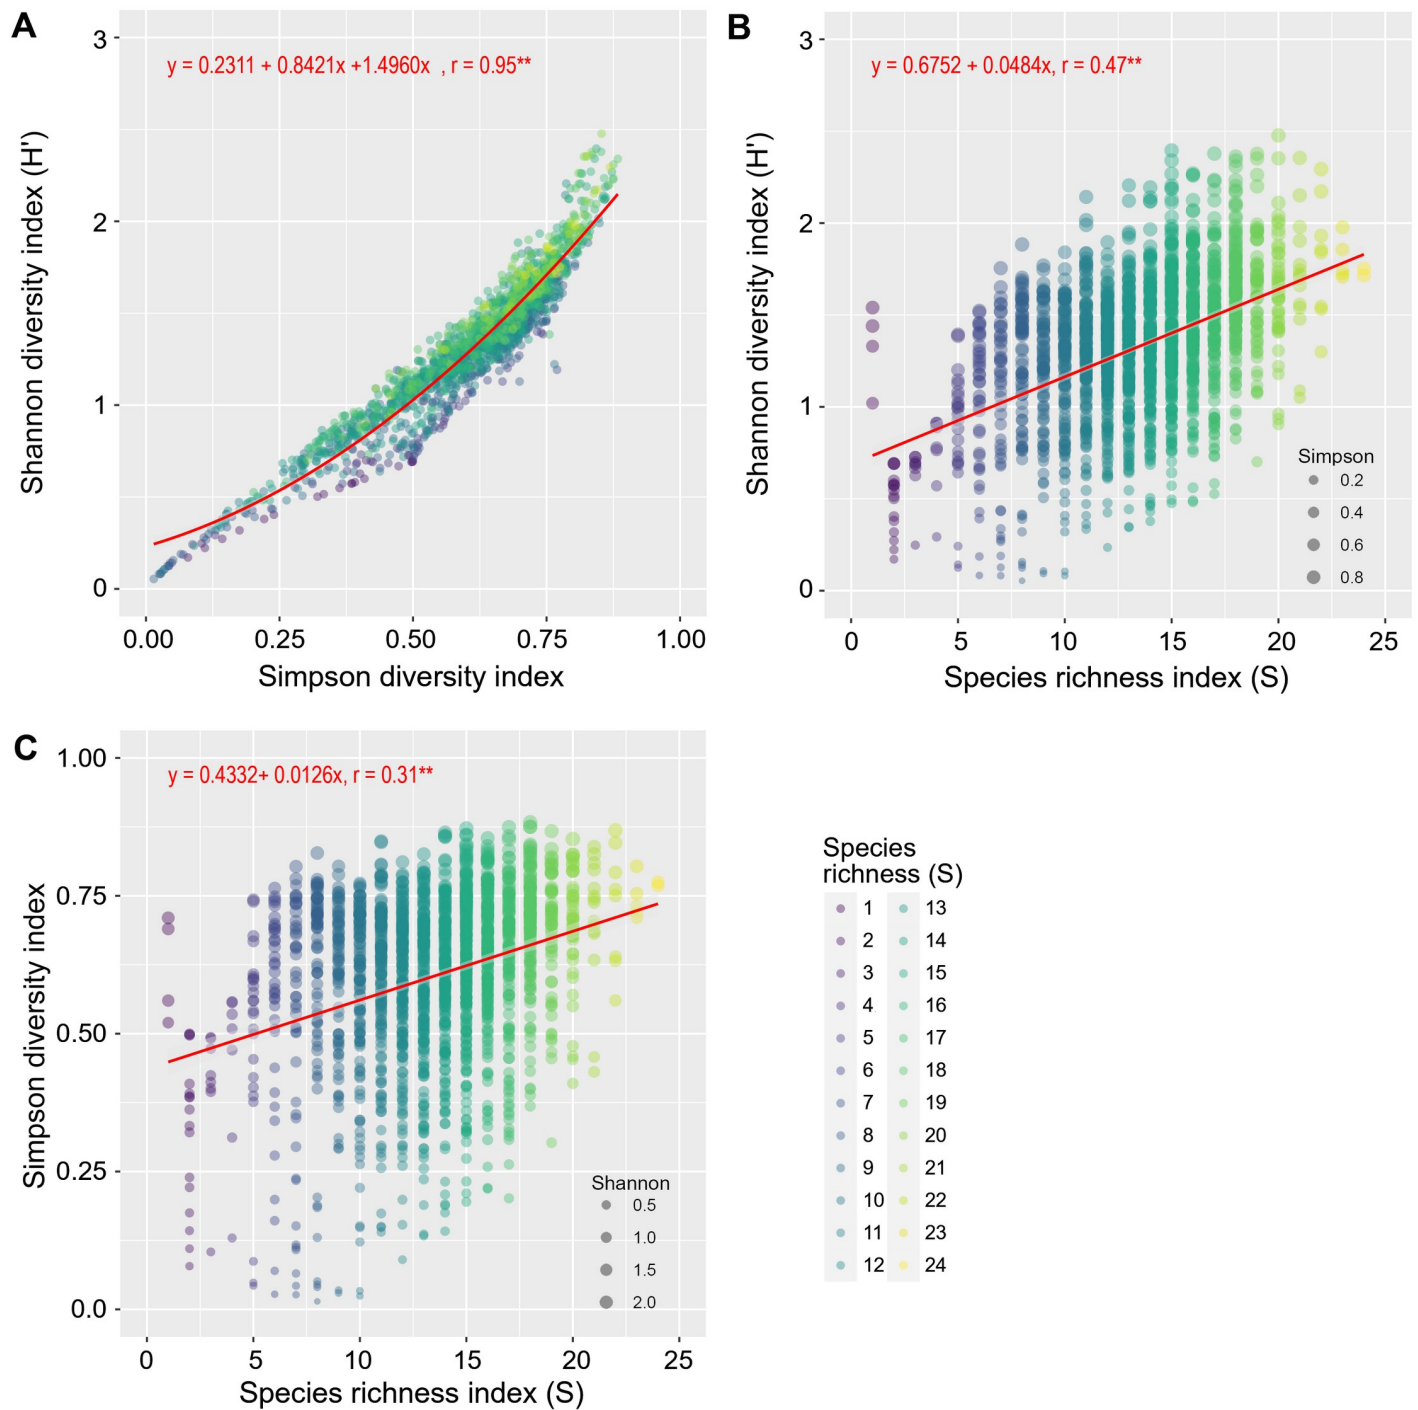 A
y = 0.2311 + 0.8421x +1.4960x , r = 0.95**
3
2
1
0
Shannon diversity index (H')
0.00 0.25 0.50 0.75 1.00
Simpson diversity index
B
y = 0.6752 + 0.0484x, r = 0.47**
3
2
1
0
Shannon diversity index (H')
Simpson
0.2
0.4
0.6
0.8
0 5 10 15 20 25
Species richness index (S)
C
y = 0.4332+ 0.0126x, r = 0.31**
1.00
0.75
0.50
0.25
0.0
Simpson diversity index
Shannon
0.5
1.0
1.5
2.0
0 5 10 15 20 25
Species richness index (S)
Species
richness (S)
1 13
2 14
3 15
4 16
5 17
6 18
7 19
8 20
9 21
10 22
11 23
12 24